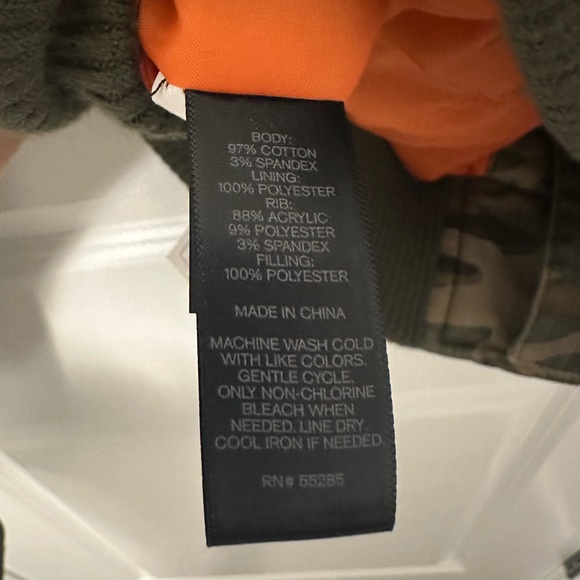 BODY:
97% COTTON
3% SPANDEX
LINING:
100% POLYESTER
RIB:
88% ACRYLIC
9% POLYESTER
3% SPANDEX
FILLING:
100% POLYESTER
MADE IN CHINA
MACHINE WASH COLD
WITH LIKE COLORS.
GENTLE CYCLE.
ONLY NON-CHLORINE
BLEACH WHEN
NEEDED. LINE DRY.
COOL IRON IF NEEDED.
RN# 55285